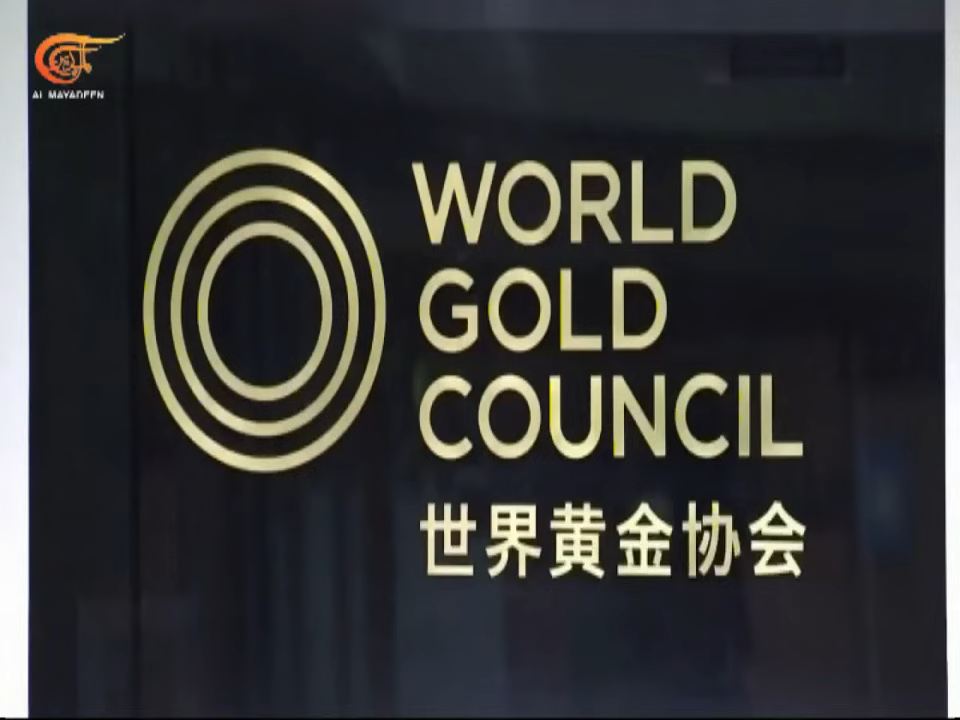 AL MAYADEEN
WORLD
GOLD
COUNCIL
世界黄金协会